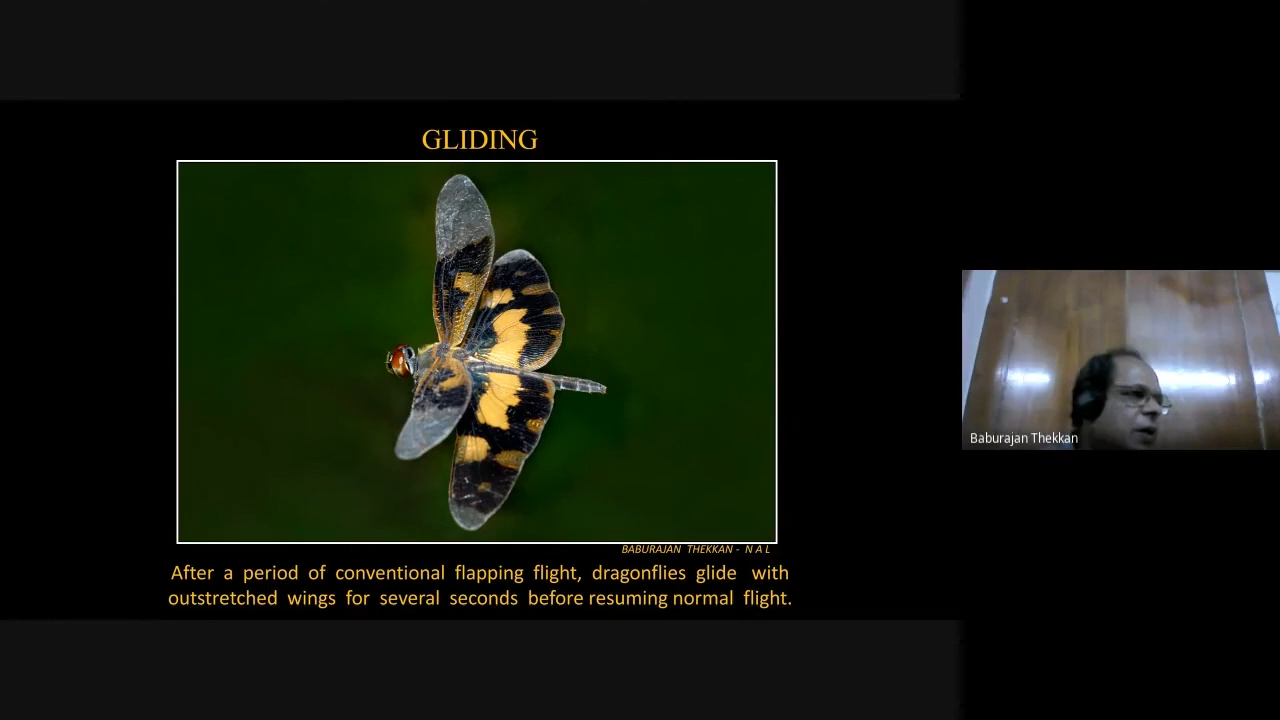 GLIDING
BABURAJAN THEKKAN - N A L
After a period of conventional flapping flight, dragonflies glide with
outstretched wings for several seconds before resuming normal flight.
Baburajan Thekkan